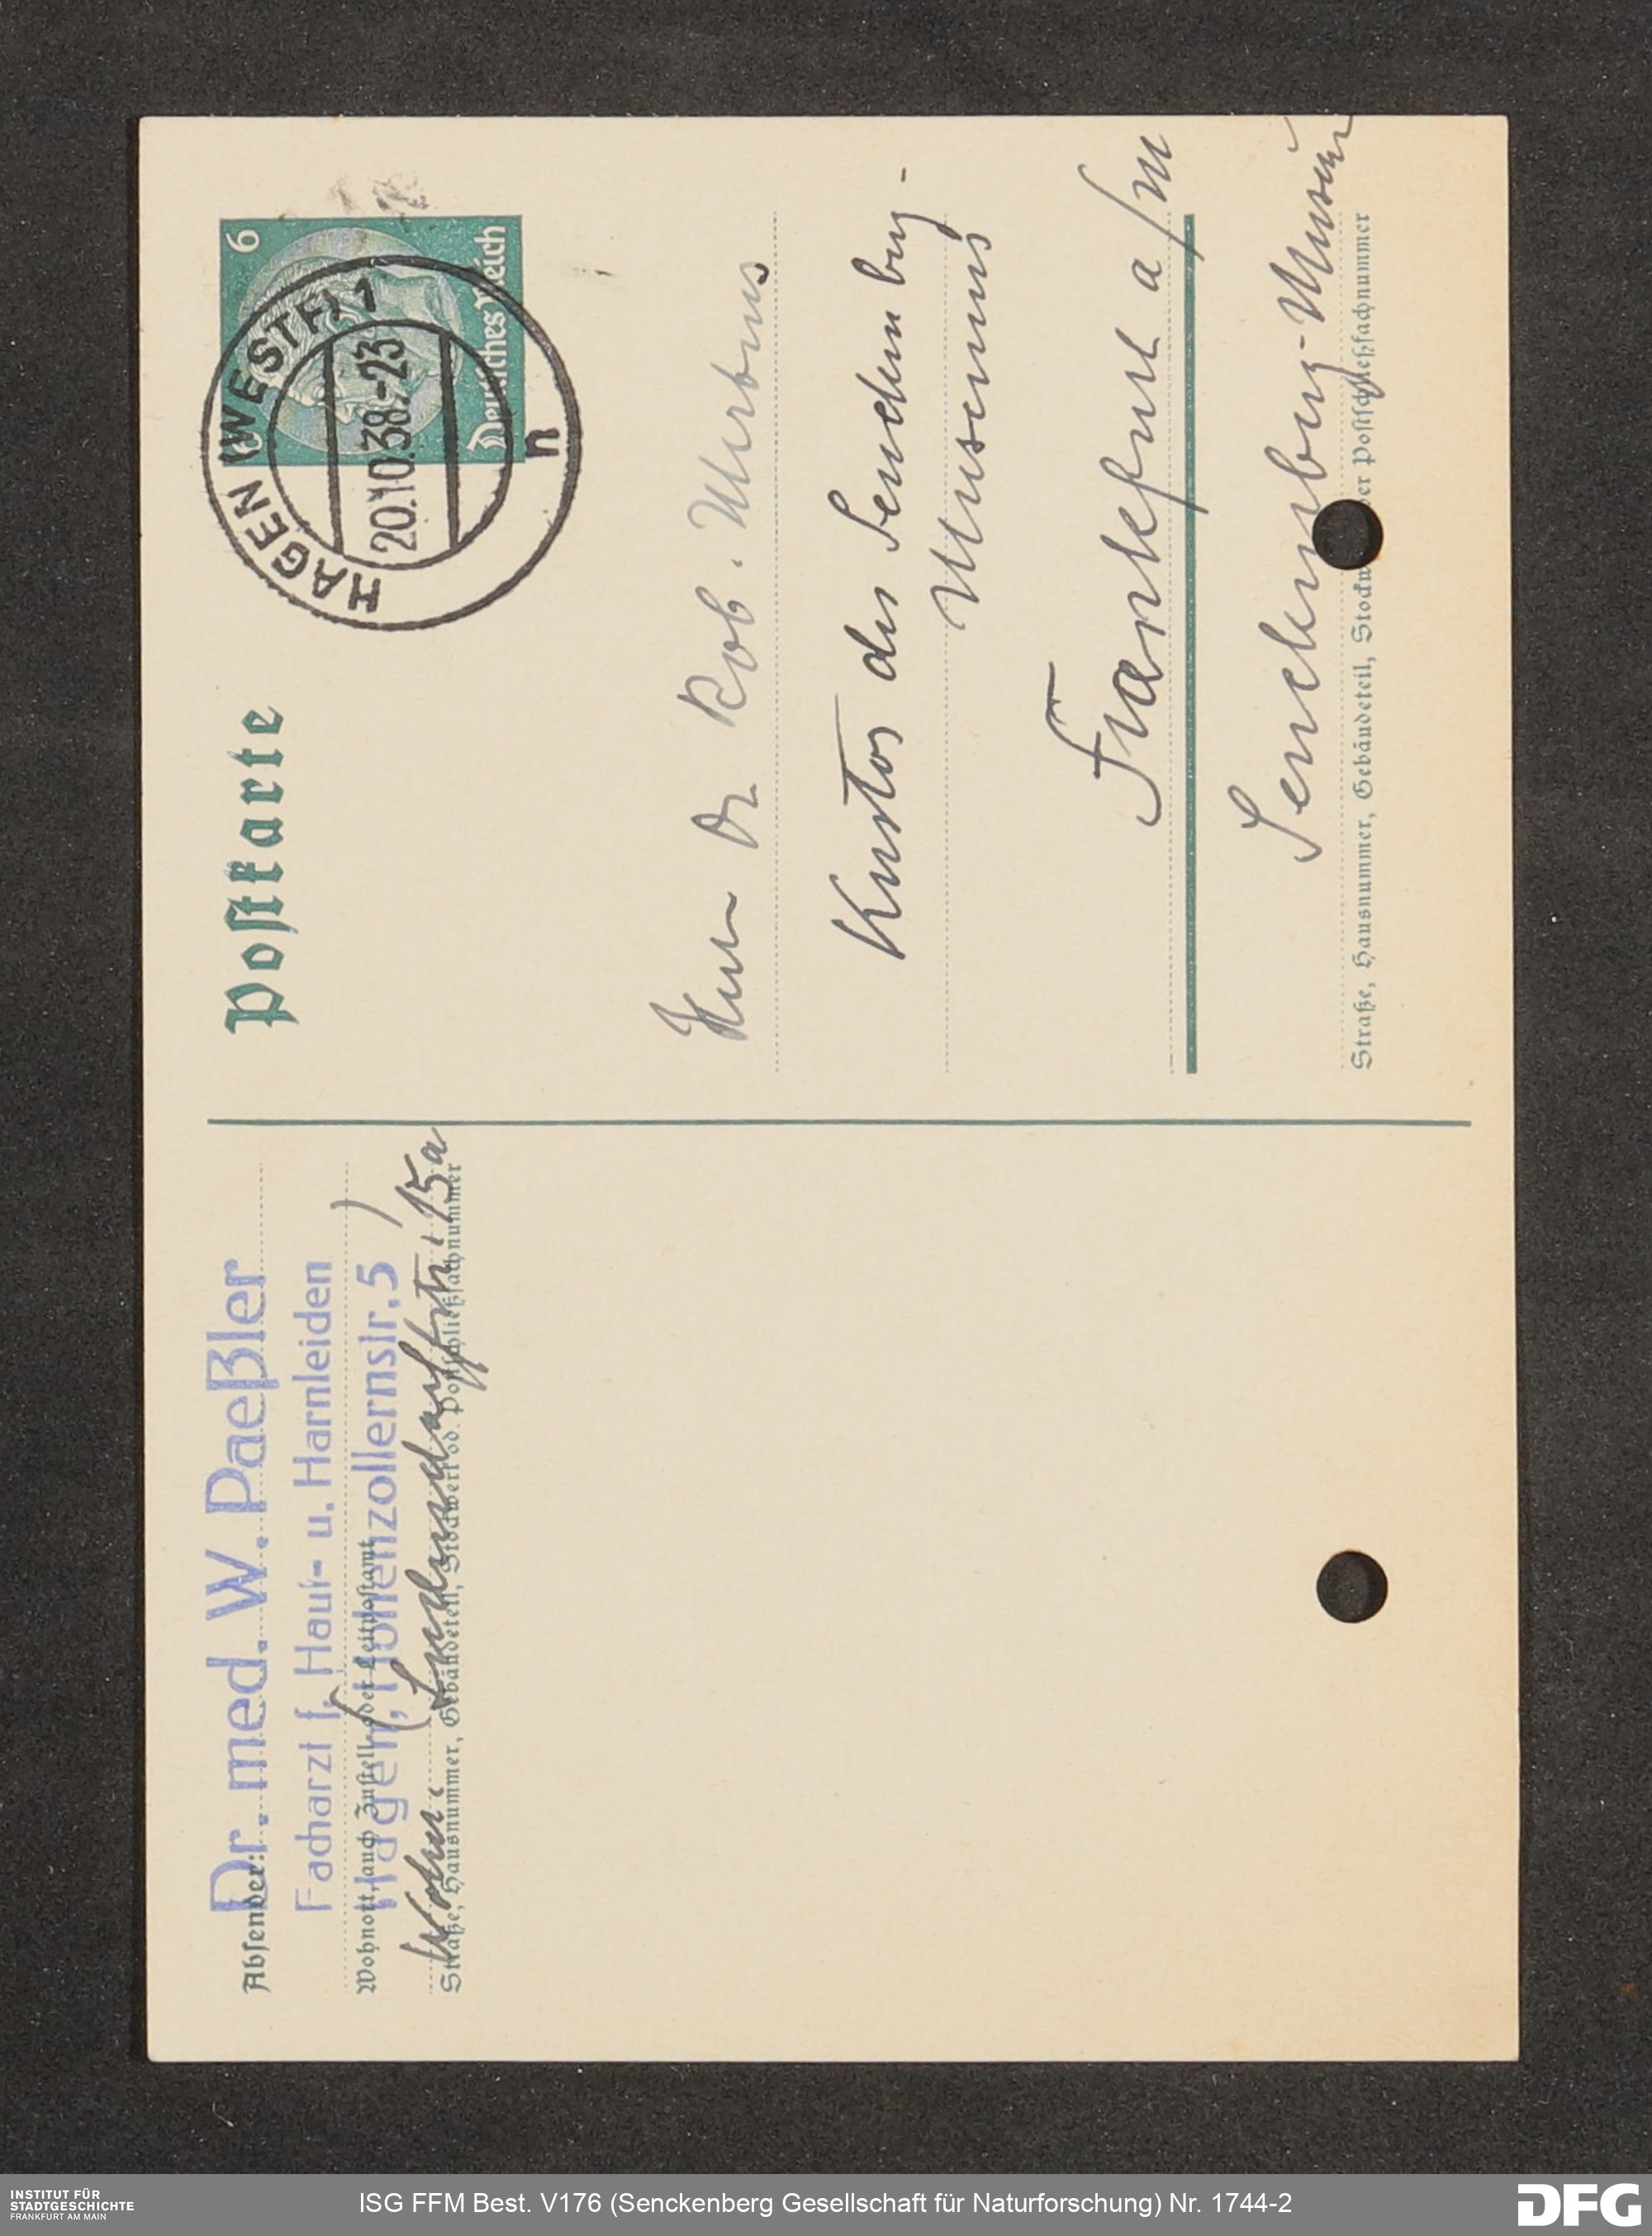 Postkarte
6
Deutsches Reich
HAGEN (WESTF) 1
20.10.38.-23
n
Absender:
Dr. med. W. Paeßler
Facharzt f. Haut- u. Harnleiden
Wohnort, auch Zustell- oder Leitpostamt
Hagen, Hohenzollernstr. 5
Wohn: ( 15a )
Straße, Hausnummer, Gebäudeteil, Stockwerk od. Postschließfachnummer
Herrn Dr Rob. Mertens
Kustos des Senckenberg-
Museums
Frankfurt a/M
Senckenberg-Museum
Straße, Hausnummer, Gebäudeteil, Stockwerk oder Postschließfachnummer
INSTITUT FÜR
STADTGESCHICHTE
FRANKFURT AM MAIN
ISG FFM Best. V176 (Senckenberg Gesellschaft für Naturforschung) Nr. 1744-2
DFG